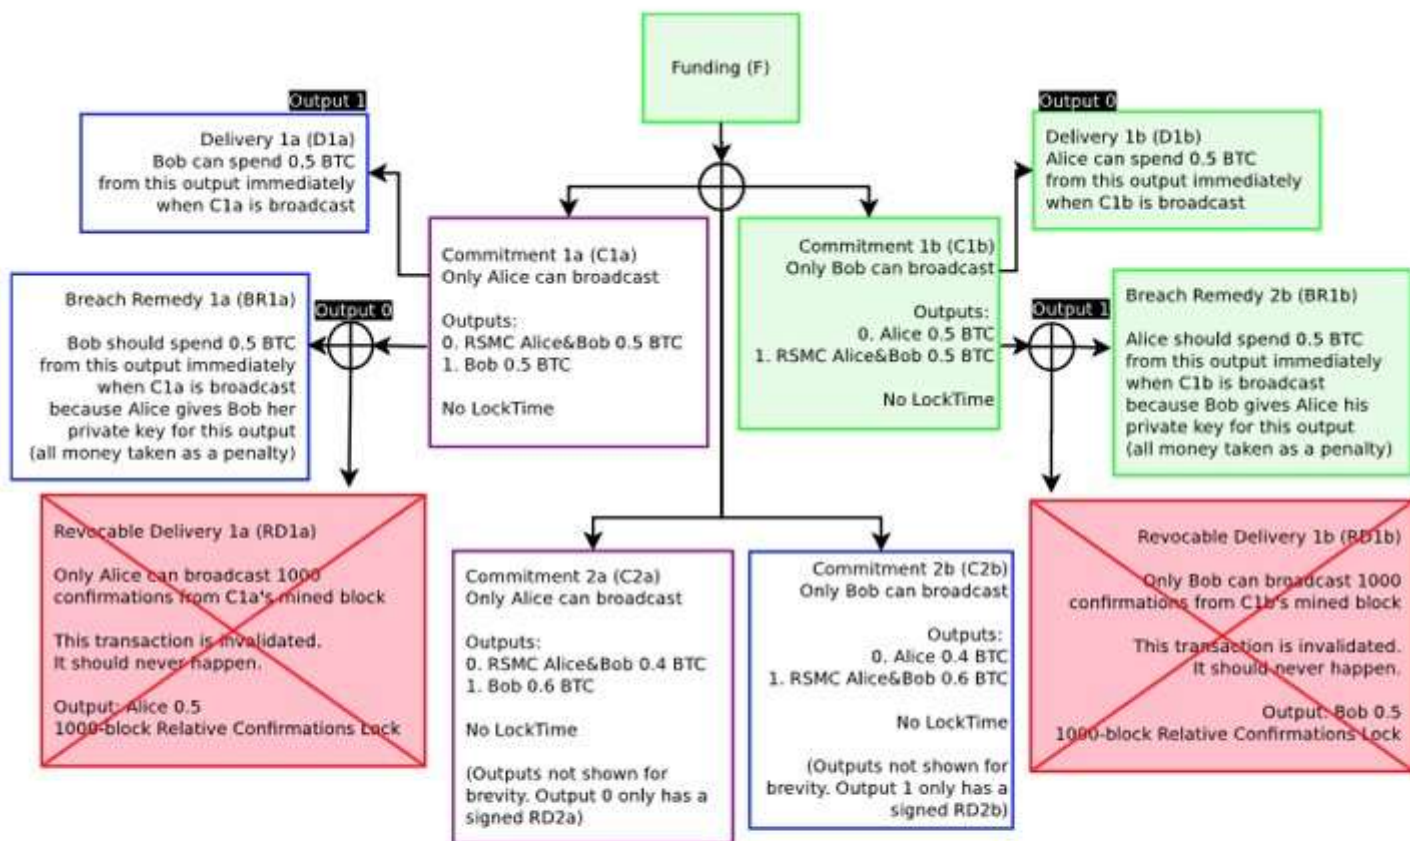 Funding (F)
Output 1
Delivery 1a (D1a)
Bob can spend 0.5 BTC
from this output immediately
when C1a is broadcast
Output 0
Delivery 1b (D1b)
Alice can spend 0.5 BTC
from this output immediately
when C1b is broadcast
Commitment 1a (C1a)
Only Alice can broadcast
Outputs:
0. RSMC Alice&Bob 0.5 BTC
1. Bob 0.5 BTC
No LockTime
Commitment 1b (C1b)
Only Bob can broadcast
Outputs:
0. Alice 0.5 BTC
1. RSMC Alice&Bob 0.5 BTC
No LockTime
Output 0
Breach Remedy 1a (BR1a)
Bob should spend 0.5 BTC
from this output immediately
when C1a is broadcast
because Alice gives Bob her
private key for this output
(all money taken as a penalty)
Output 1
Breach Remedy 2b (BR1b)
Alice should spend 0.5 BTC
from this output immediately
when C1b is broadcast
because Bob gives Alice his
private key for this output
(all money taken as a penalty)
Revocable Delivery 1a (RD1a)
Only Alice can broadcast 1000
confirmations from C1a's mined block
This transaction is invalidated.
It should never happen.
Output: Alice 0.5
1000-block Relative Confirmations Lock
Commitment 2a (C2a)
Only Alice can broadcast
Outputs:
0. RSMC Alice&Bob 0.4 BTC
1. Bob 0.6 BTC
No LockTime
(Outputs not shown for
brevity. Output 0 only has a
signed RD2a)
Commitment 2b (C2b)
Only Bob can broadcast
Outputs:
0. Alice 0.4 BTC
1. RSMC Alice&Bob 0.6 BTC
No LockTime
(Outputs not shown for
brevity. Output 1 only has a
signed RD2b)
Revocable Delivery 1b (RD1b)
Only Bob can broadcast 1000
confirmations from C1b's mined block
This transaction is invalidated.
It should never happen.
Output: Bob 0.5
1000-block Relative Confirmations Lock